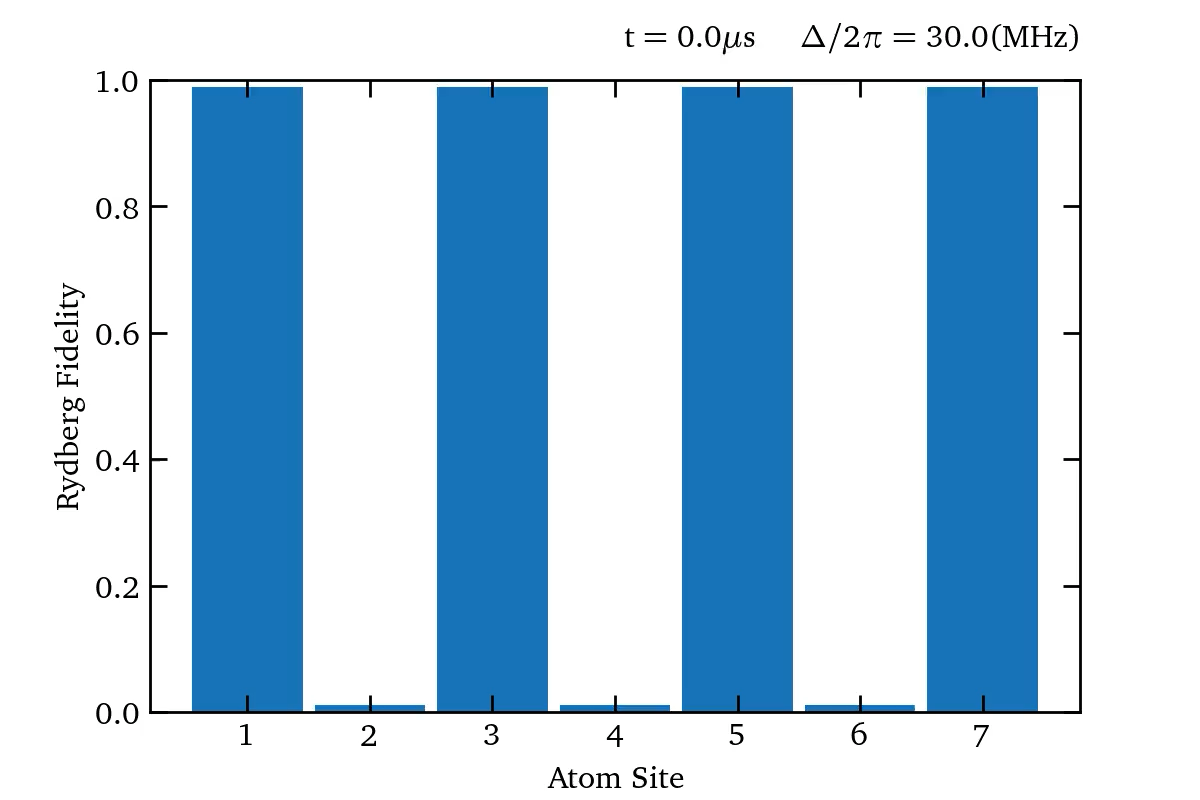 t = 0.0μs Δ/2π = 30.0(MHz)
1.0
0.8
0.6
0.4
0.2
0.0
Rydberg Fidelity
1 2 3 4 5 6 7
Atom Site